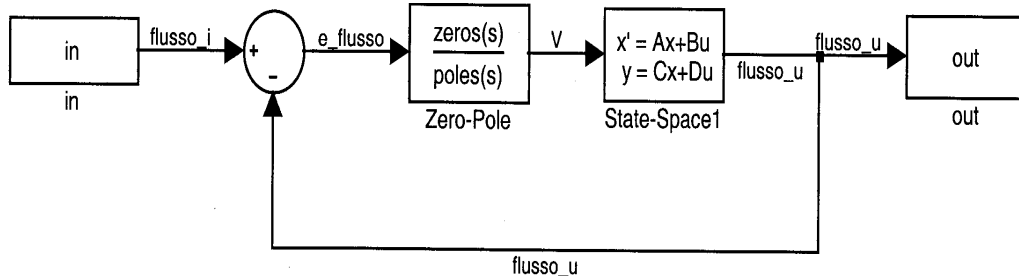 in
in
flusso_i
+
-
e_flusso
zeros(s)
poles(s)
Zero-Pole
V
x' = Ax+Bu
y = Cx+Du
State-Space1
flusso_u
flusso_u
out
out
flusso_u